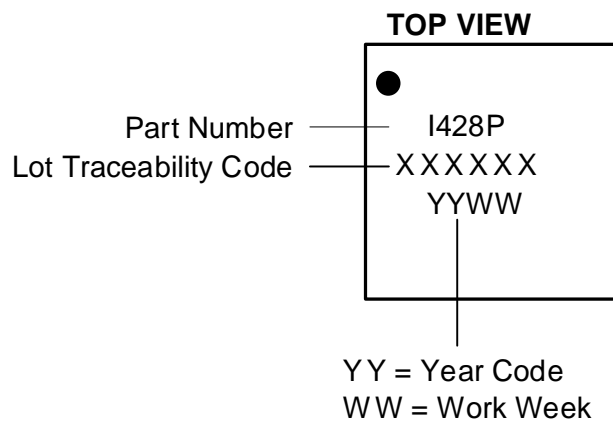 TOP VIEW
Part Number
I428P
Lot Traceability Code
XXXXXX
YYWW
YY = Year Code
WW = Work Week